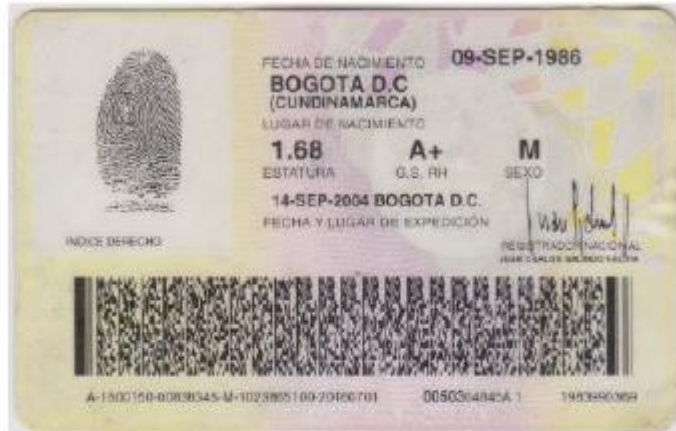 FECHA DE NACIMIENTO 09-SEP-1986
BOGOTA D.C
(CUNDINAMARCA)
LUGAR DE NACIMIENTO
1.68 A+ M
ESTATURA G.S. RH SEXO
14-SEP-2004 BOGOTA D.C.
FECHA Y LUGAR DE EXPEDICIÓN
INDICE DERECHO
REGISTRADOR NACIONAL